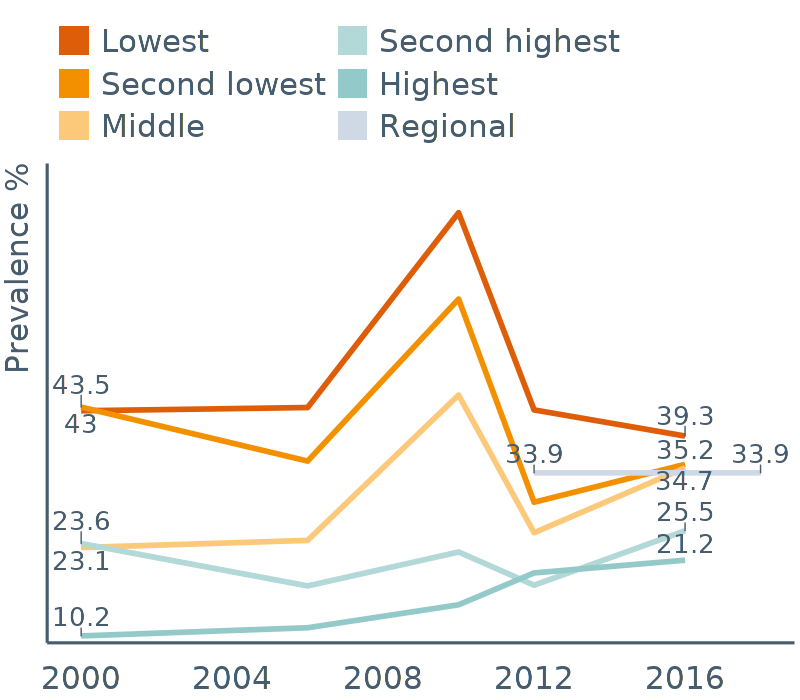 Lowest
Second lowest
Middle
Second highest
Highest
Regional
Prevalence %
43.5
43
23.6
23.1
10.2
33.9
39.3
35.2
34.7
33.9
25.5
21.2
2000 2004 2008 2012 2016